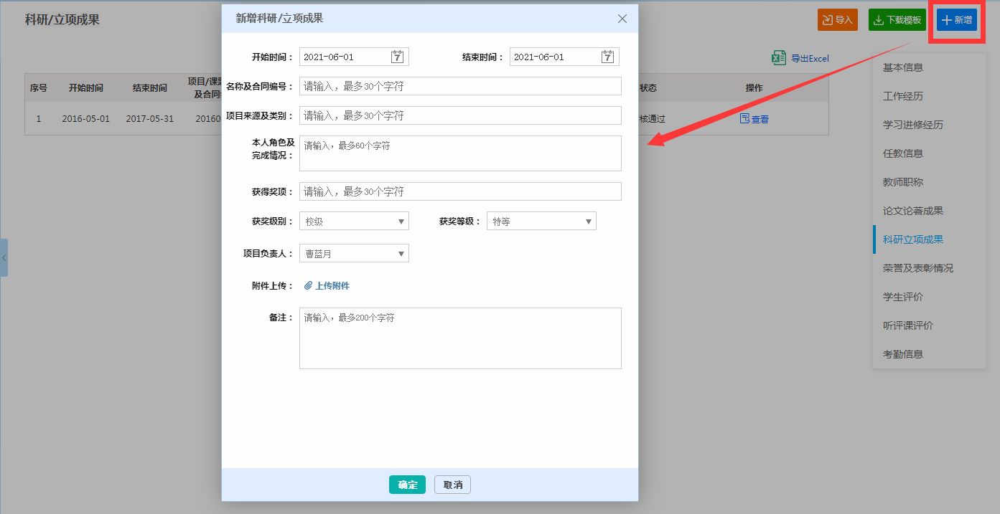 科研/立项成果
导入
下载模板
新增
导出Excel
序号 开始时间 结束时间 项目/课 状态 操作
及合同
1 2016-05-01 2017-05-31 20160 核通过 查看
新增科研/立项成果
开始时间： 2021-06-01 7 结束时间： 2021-06-01 7
名称及合同编号： 请输入，最多30个字符
项目来源及类别： 请输入，最多30个字符
本人角色及
完成情况： 请输入，最多60个字符
获得奖项： 请输入，最多30个字符
获奖级别： 校级 获奖等级： 特等
项目负责人： 曹蓝月
附件上传： 上传附件
备注： 请输入，最多200个字符
确定 取消
基本信息
工作经历
学习进修经历
任教信息
教师职称
论文论著成果
科研立项成果
荣誉及表彰情况
学生评价
听评课评价
考勤信息